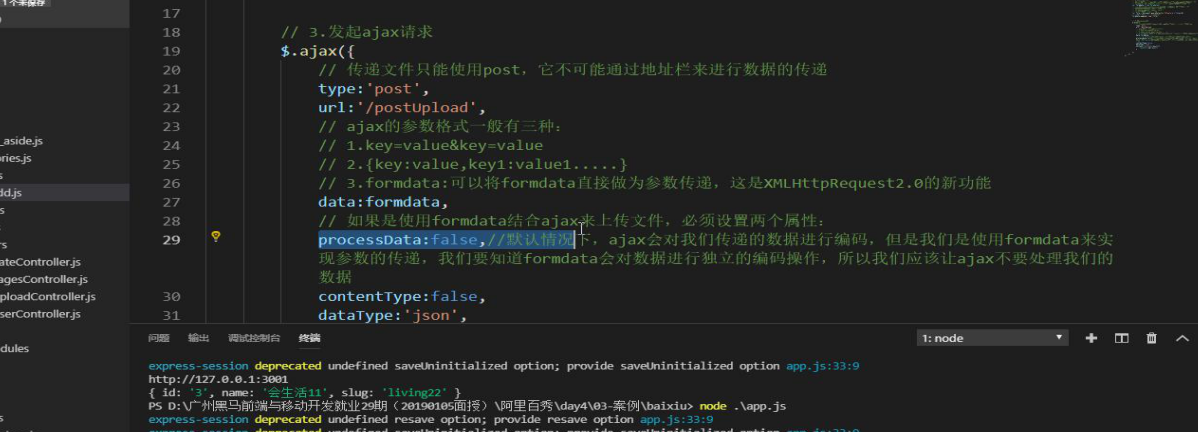 1个未保存
17
18 // 3.发起ajax请求
19 $.ajax({
20 // 传递文件只能使用post，它不可能通过地址栏来进行数据的传递
21 type:'post',
22 url:'/postUpload',
23 // ajax的参数格式一般有三种：
24 // 1.key=value&key=value
25 // 2.{key:value,key1:value1.....}
26 // 3.formdata:可以将formdata直接做为参数传递，这是XMLHttpRequest2.0的新功能
27 data:formdata,
28 // 如果是使用formdata结合ajax来上传文件，必须设置两个属性：
29 processData:false,//默认情况下，ajax会对我们传递的数据进行编码，但是我们是使用formdata来实
现参数的传递，我们要知道formdata会对数据进行独立的编码操作，所以我们应该让ajax不要处理我们的
数据
30 contentType:false,
31 dataType:'json',
_aside.js
ries.js
s
dd.js
s
s
rs
ateController.js
agesController.js
ploadController.js
serController.js
dules
s
问题 输出 调试控制台 终端 1: node
express-session deprecated undefined saveUninitialized option; provide saveUninitialized option app.js:33:9
http://127.0.0.1:3001
{ id: '3', name: '会生活11', slug: 'living22' }
PS D:\广州黑马前端与移动开发就业29期（20190105面授）\阿里百秀\day4\03-案例\baixiu> node .\app.js
express-session deprecated undefined resave option; provide resave option app.js:33:9
express-session deprecated undefined saveUninitialized option; provide saveUninitialized option app.js:33:9